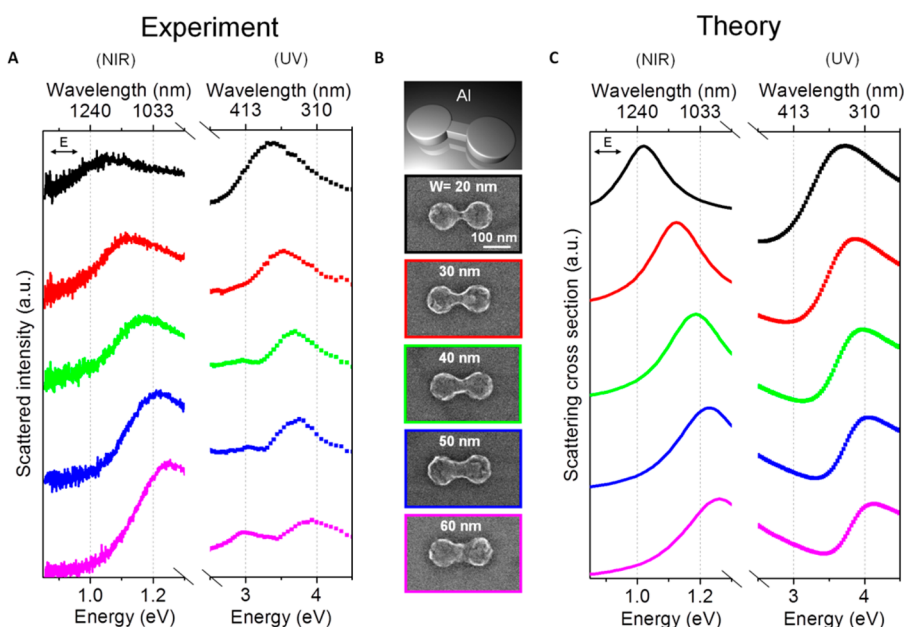 Experiment
Theory
A
(NIR)
(UV)
Wavelength (nm)
Wavelength (nm)
1240
1033
413
310
E
Scattered intensity (a.u.)
1.0
1.2
3
4
Energy (eV)
Energy (eV)
B
Al
W= 20 nm
100 nm
30 nm
40 nm
50 nm
60 nm
C
(NIR)
(UV)
Wavelength (nm)
Wavelength (nm)
1240
1033
413
310
E
Scattering cross section (a.u.)
1.0
1.2
3
4
Energy (eV)
Energy (eV)